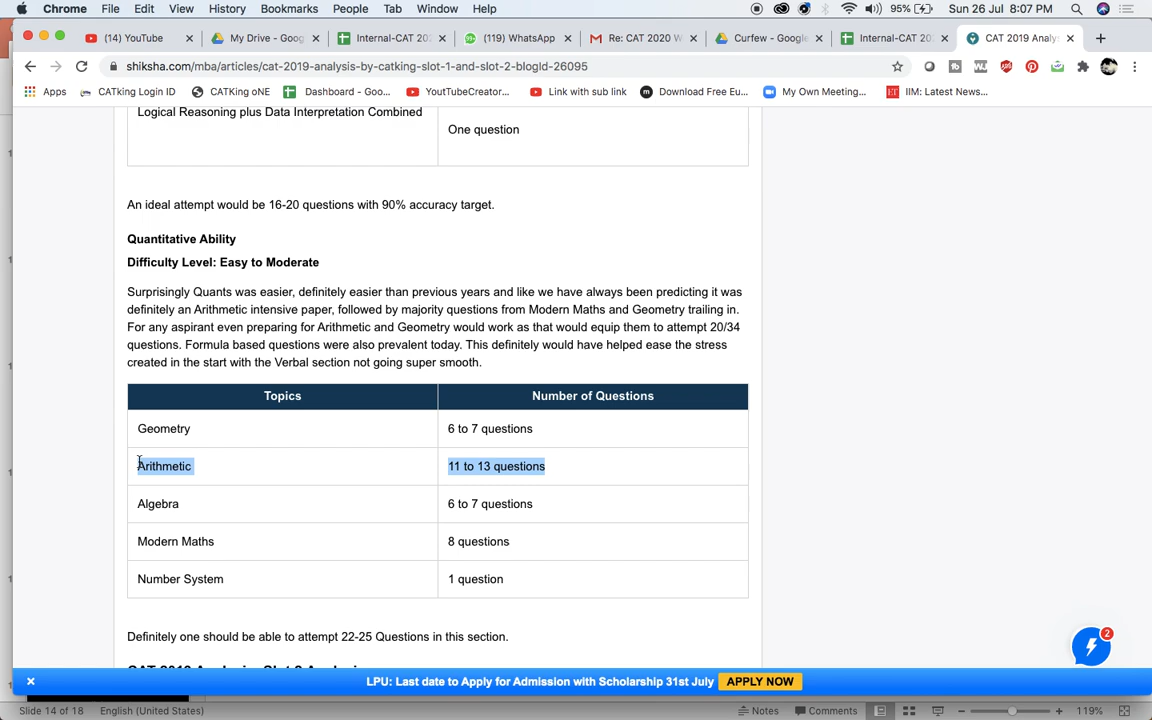 Chrome File Edit View History Bookmarks People Tab Window Help 95% Sun 26 Jul 8:07 PM
(14) YouTube My Drive - Goog Internal-CAT 202 (119) WhatsApp Re: CAT 2020 W Curfew - Google Internal-CAT 202 CAT 2019 Analy
shiksha.com/mba/articles/cat-2019-analysis-by-catking-slot-1-and-slot-2-blogId-26095
Apps CATking Login ID CATKing oNE Dashboard - Goo... YouTubeCreator... Link with sub link Download Free Eu... My Own Meeting... IIM: Latest News...
Logical Reasoning plus Data Interpretation Combined
One question
An ideal attempt would be 16-20 questions with 90% accuracy target.
Quantitative Ability
Difficulty Level: Easy to Moderate
Surprisingly Quants was easier, definitely easier than previous years and like we have always been predicting it was
definitely an Arithmetic intensive paper, followed by majority questions from Modern Maths and Geometry trailing in.
For any aspirant even preparing for Arithmetic and Geometry would work as that would equip them to attempt 20/34
questions. Formula based questions were also prevalent today. This definitely would have helped ease the stress
created in the start with the Verbal section not going super smooth.
Topics Number of Questions
Geometry 6 to 7 questions
Arithmetic 11 to 13 questions
Algebra 6 to 7 questions
Modern Maths 8 questions
Number System 1 question
Definitely one should be able to attempt 22-25 Questions in this section.
CAT 2019 Analysis: Slot 2 Analysis
2
LPU: Last date to Apply for Admission with Scholarship 31st July APPLY NOW
Slide 14 of 18 English (United States) Notes Comments 119%